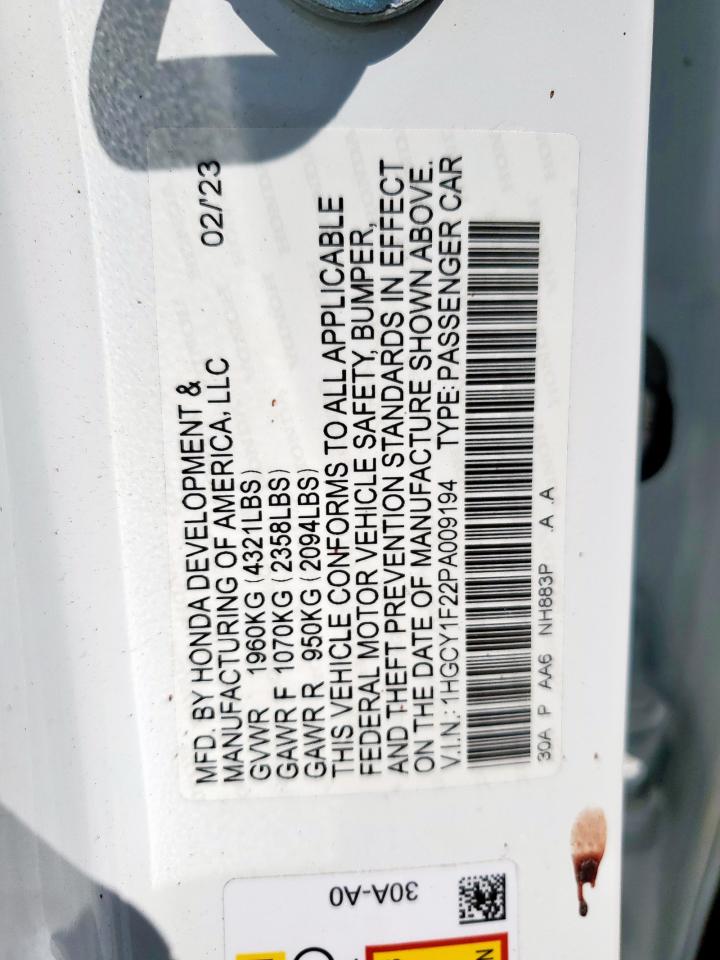 MFD. BY HONDA DEVELOPMENT &
MANUFACTURING OF AMERICA, LLC 02/'23
GVWR 1960KG (4321LBS)
GAWR F 1070KG (2358LBS)
GAWR R 950KG (2094LBS)
THIS VEHICLE CONFORMS TO ALL APPLICABLE
FEDERAL MOTOR VEHICLE SAFETY, BUMPER,
AND THEFT PREVENTION STANDARDS IN EFFECT
ON THE DATE OF MANUFACTURE SHOWN ABOVE.
V.I.N.: 1HGCY1F22PA009194 TYPE: PASSENGER CAR
30A P AA6 NH883P .A .A
30A-A0